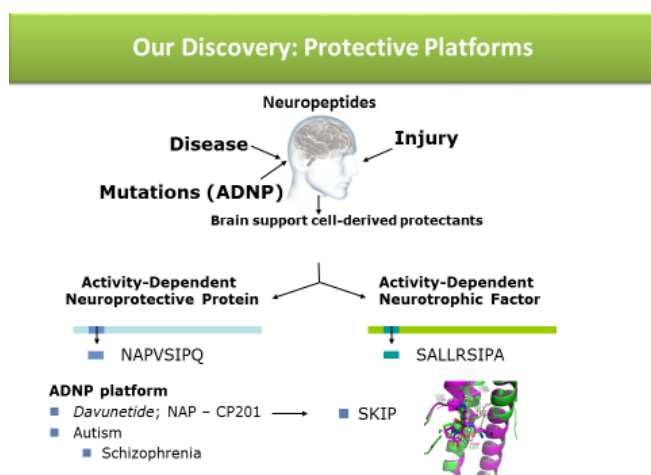 Our Discovery: Protective Platforms
Neuropeptides
Disease
Injury
Mutations (ADNP)
Brain support cell-derived protectants
Activity-Dependent
Neuroprotective Protein
Activity-Dependent
Neurotrophic Factor
NAPVSIPQ
SALLRSIPA
ADNP platform
Davunetide; NAP – CP201
SKIP
Autism
Schizophrenia